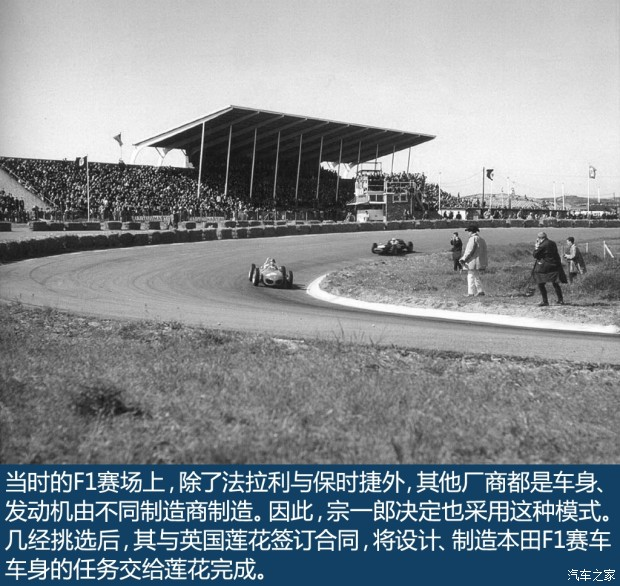 当时的F1赛场上，除了法拉利与保时捷外，其他厂商都是车身、
发动机由不同制造商制造。因此，宗一郎决定也采用这种模式。
几经挑选后，其与英国莲花签订合同，将设计、制造本田F1赛车
车身的任务交给莲花完成。
汽车之家